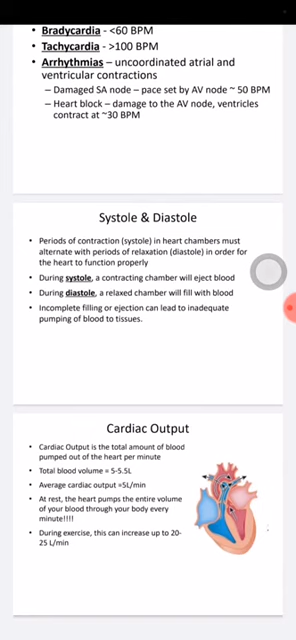 • Bradycardia - <60 BPM
• Tachycardia - >100 BPM
• Arrhythmias – uncoordinated atrial and
ventricular contractions
– Damaged SA node – pace set by AV node ~ 50 BPM
– Heart block – damage to the AV node, ventricles
contract at ~30 BPM
Systole & Diastole
• Periods of contraction (systole) in heart chambers must
alternate with periods of relaxation (diastole) in order for
the heart to function properly
• During systole, a contracting chamber will eject blood
• During diastole, a relaxed chamber will fill with blood
• Incomplete filling or ejection can lead to inadequate
pumping of blood to tissues.
Cardiac Output
• Cardiac Output is the total amount of blood
pumped out of the heart per minute
• Total blood volume = 5-5.5L
• Average cardiac output =5L/min
• At rest, the heart pumps the entire volume
of your blood through your body every
minute!!!!
• During exercise, this can increase up to 20-
25 L/min